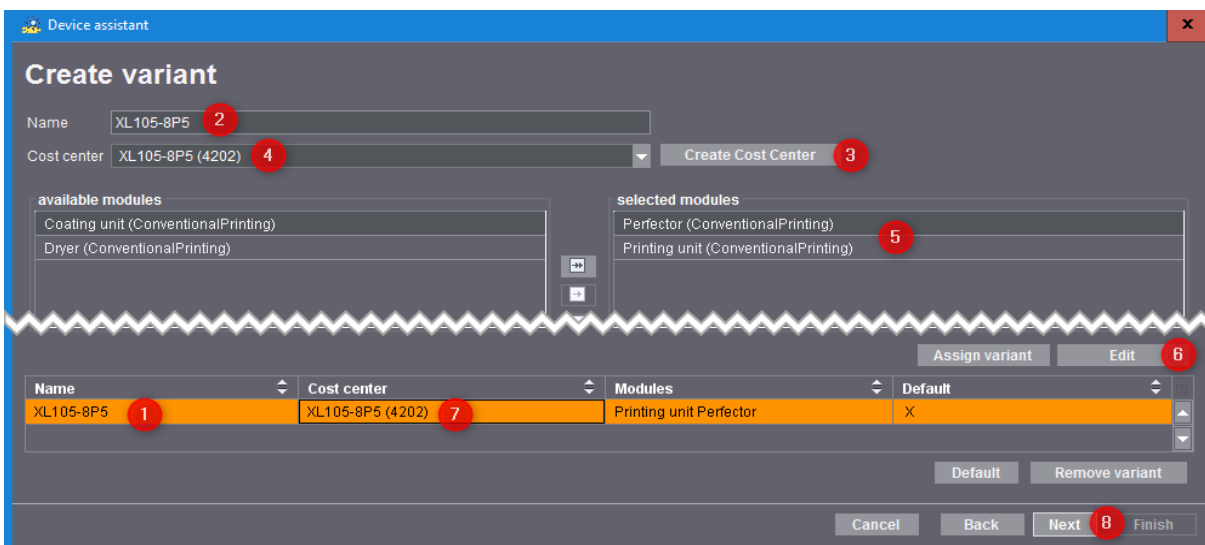 Device assistant
x
Create variant
Name XL105-8P5 2
Cost center XL105-8P5 (4202) 4 Create Cost Center 3
available modules selected modules
Coating unit (ConventionalPrinting) Perfector (ConventionalPrinting)
Dryer (ConventionalPrinting) Printing unit (ConventionalPrinting) 5
Assign variant Edit 6
Name Cost center Modules Default
XL105-8P5 1 XL105-8P5 (4202) 7 Printing unit Perfector X
Default Remove variant
Cancel Back Next 8 Finish